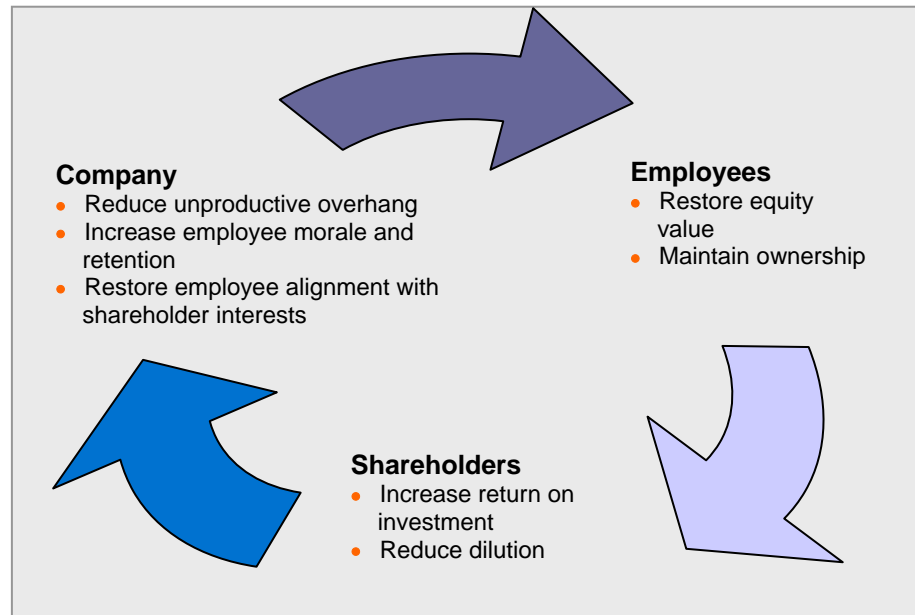 Company
• Reduce unproductive overhang
• Increase employee morale and
retention
• Restore employee alignment with
shareholder interests
Employees
• Restore equity
value
• Maintain ownership
Shareholders
• Increase return on
investment
• Reduce dilution